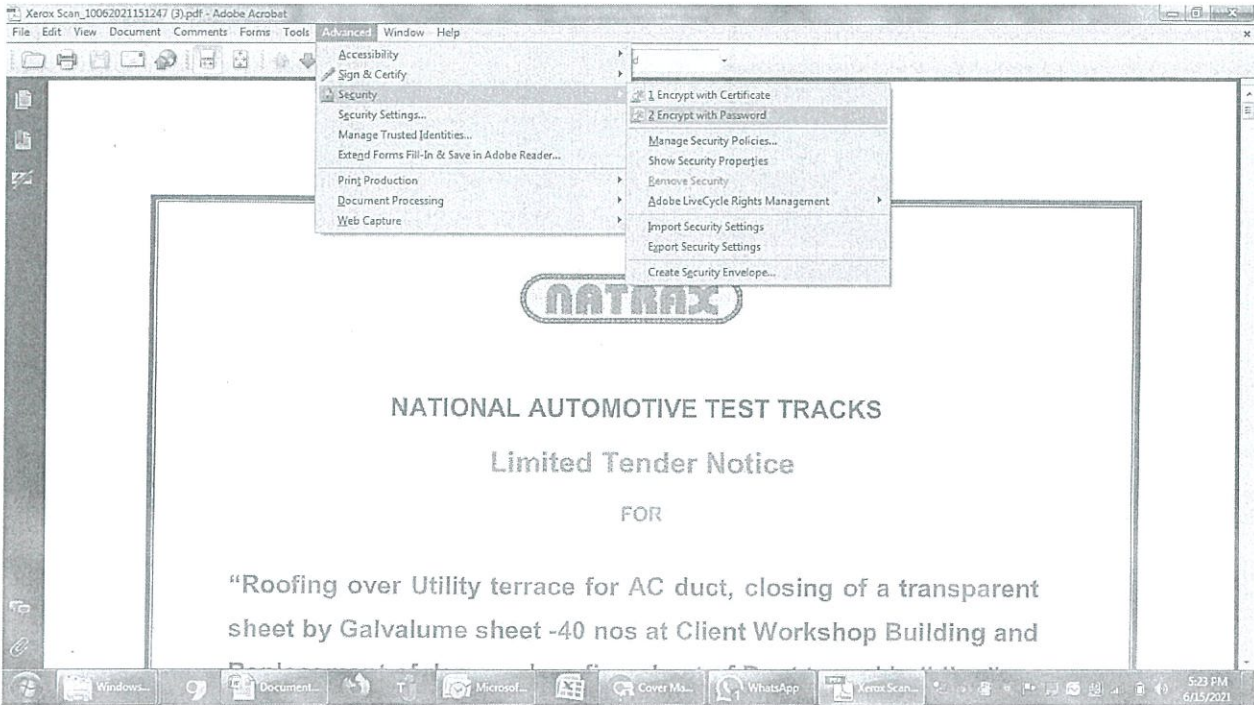 Xerox Scan_10062021151247 (3).pdf - Adobe Acrobat
File Edit View Document Comments Forms Tools Advanced Window Help
Accessibility
Sign & Certify
Security
Security Settings...
Manage Trusted Identities...
Extend Forms Fill-In & Save in Adobe Reader...
Print Production
Document Processing
Web Capture
1 Encrypt with Certificate
2 Encrypt with Password
Manage Security Policies...
Show Security Properties
Remove Security
Adobe LiveCycle Rights Management
Import Security Settings
Export Security Settings
Create Security Envelope...
NATRAX
NATIONAL AUTOMOTIVE TEST TRACKS
Limited Tender Notice
FOR
“Roofing over Utility terrace for AC duct, closing of a transparent
sheet by Galvalume sheet -40 nos at Client Workshop Building and
Windows... Document... Microsof... Cover Ma... WhatsApp Xerox Scan...
5:23 PM
6/15/2021